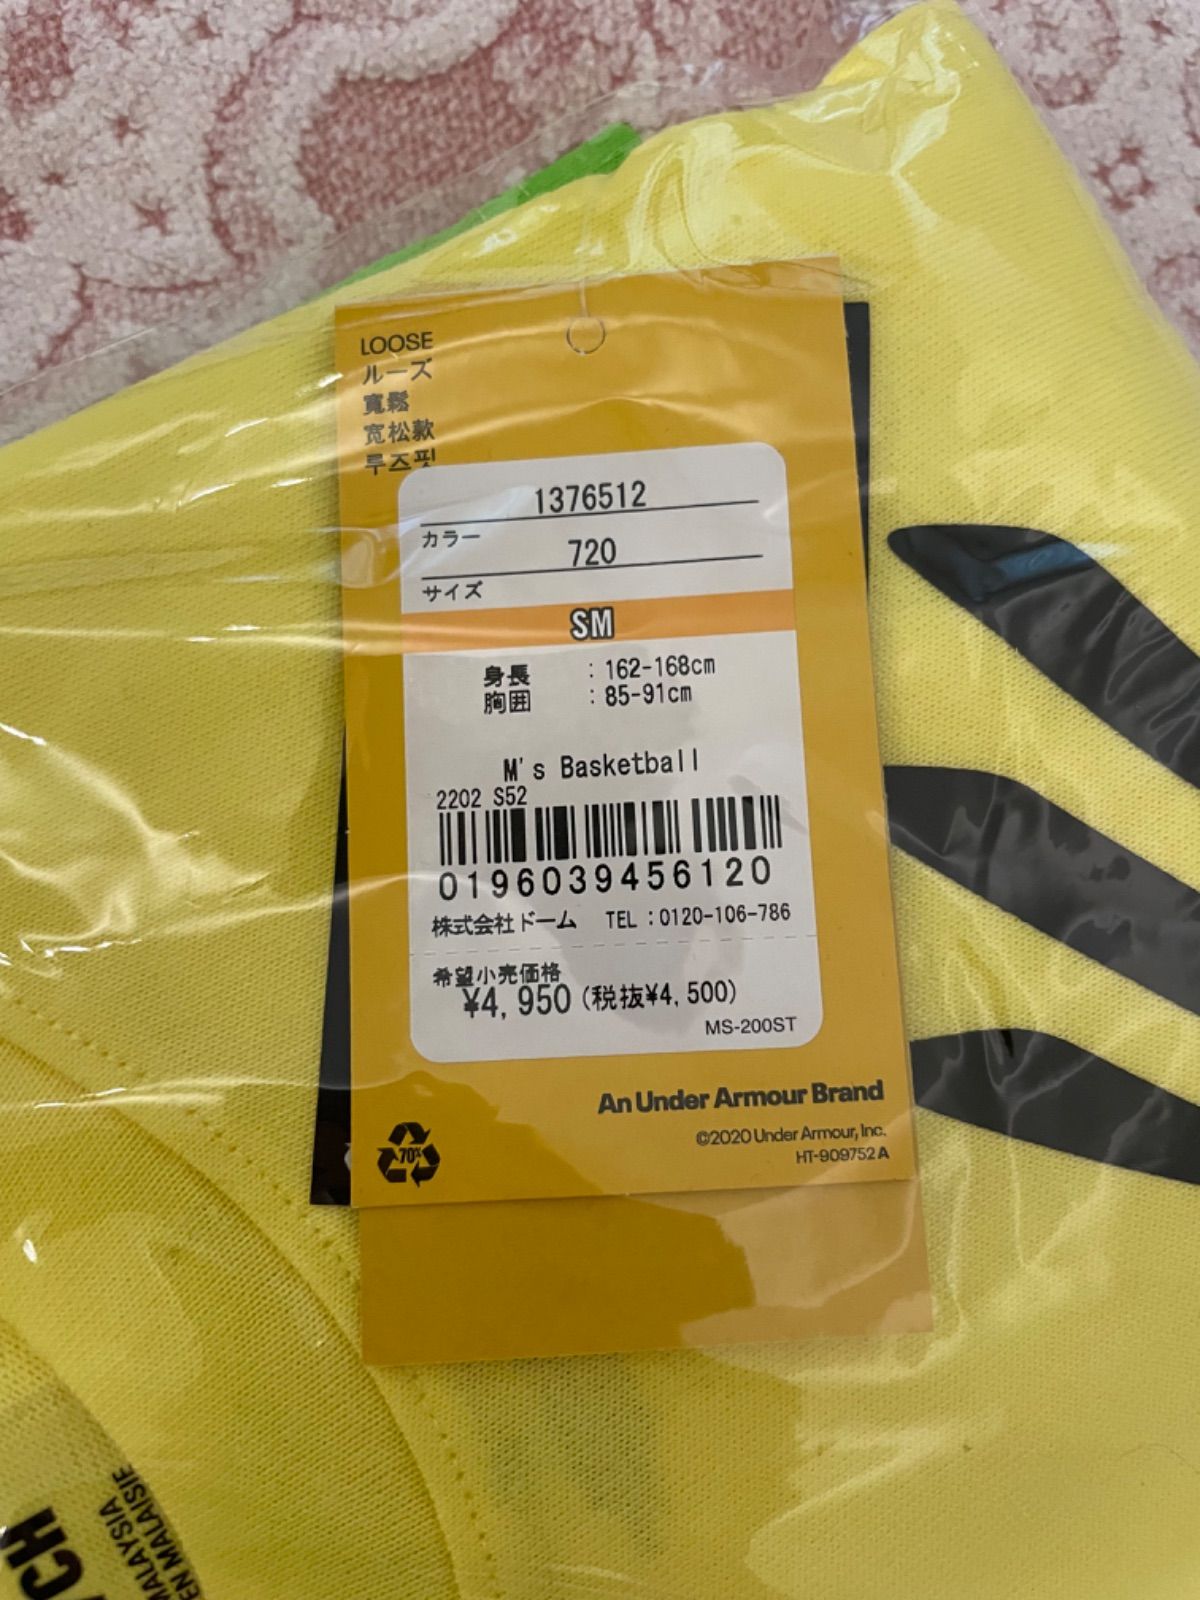 LOOSE
ルーズ
寬鬆
宽松款
루즈핏
1376512
カラー
720
サイズ
SM
身長 : 162-168cm
胸囲 : 85-91cm
M's Basketball
2202 S52
0196039456120
株式会社ドーム TEL :0120-106-786
希望小売価格
¥4,950 (税抜¥4,500)
MS-200ST
An Under Armour Brand
©2020 Under Armour, Inc.
HT-909752 A
70%
/CH
MALAYSIA
EN MALAISIE